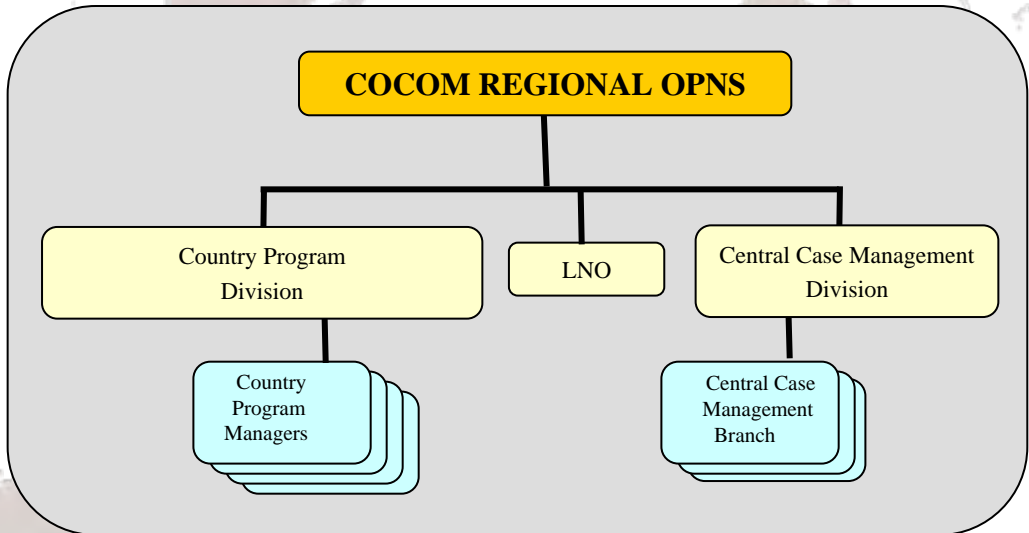 COCOM REGIONAL OPNS
Country Program
Division
LNO
Central Case Management
Division
Country
Program
Managers
Central Case
Management
Branch